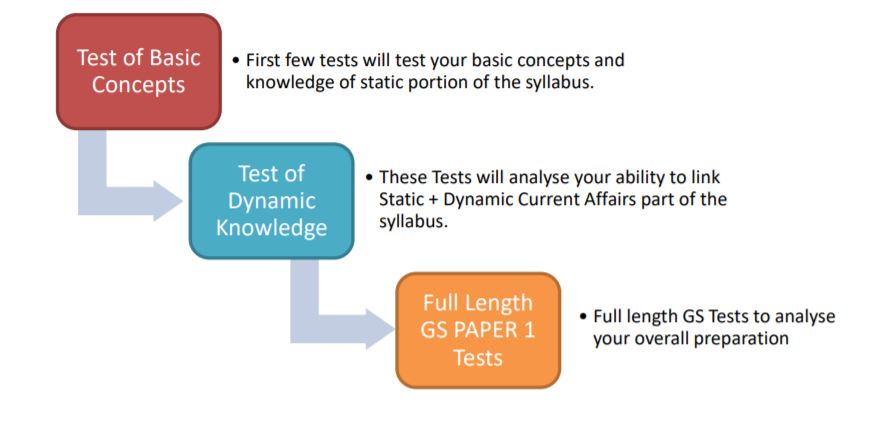 Test of Basic
Concepts
• First few tests will test your basic concepts and
knowledge of static portion of the syllabus.
Test of
Dynamic
Knowledge
• These Tests will analyse your ability to link
Static + Dynamic Current Affairs part of the
syllabus.
Full Length
GS PAPER 1
Tests
• Full length GS Tests to analyse
your overall preparation